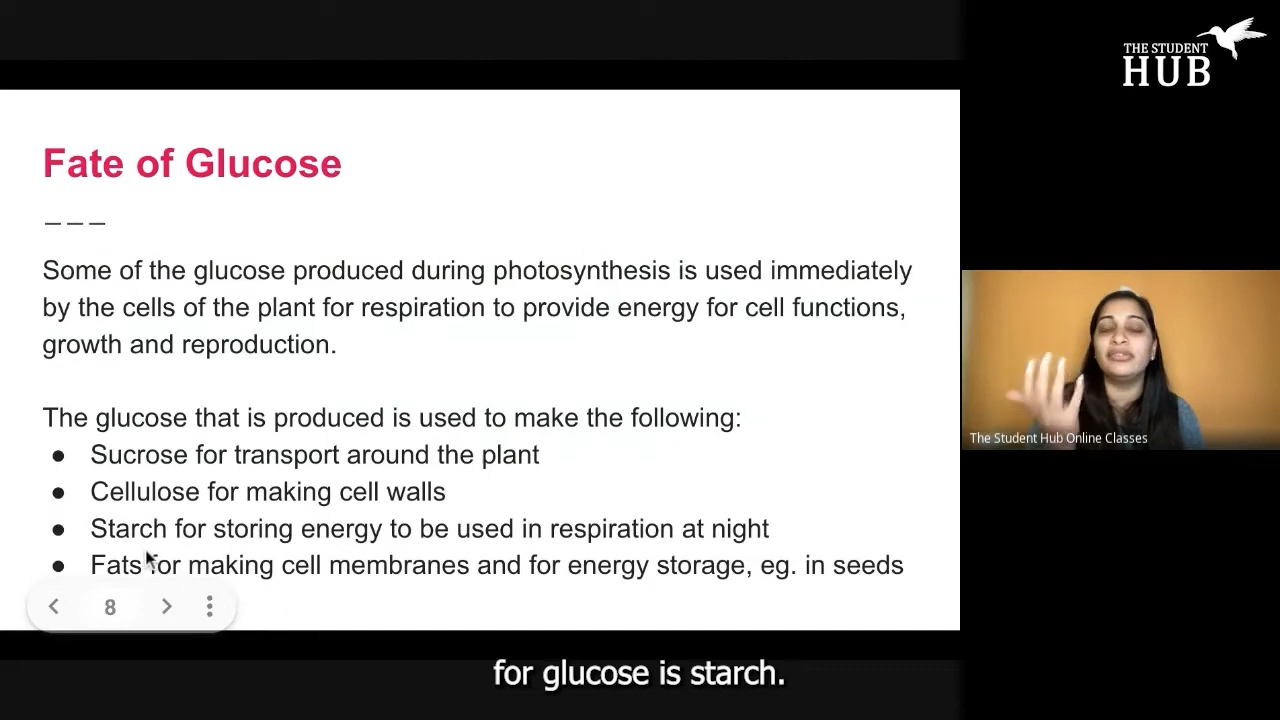 THE STUDENT
HUB
Fate of Glucose
Some of the glucose produced during photosynthesis is used immediately
by the cells of the plant for respiration to provide energy for cell functions,
growth and reproduction.
The glucose that is produced is used to make the following:
● Sucrose for transport around the plant
● Cellulose for making cell walls
● Starch for storing energy to be used in respiration at night
● Fats for making cell membranes and for energy storage, eg. in seeds
8
The Student Hub Online Classes
for glucose is starch.